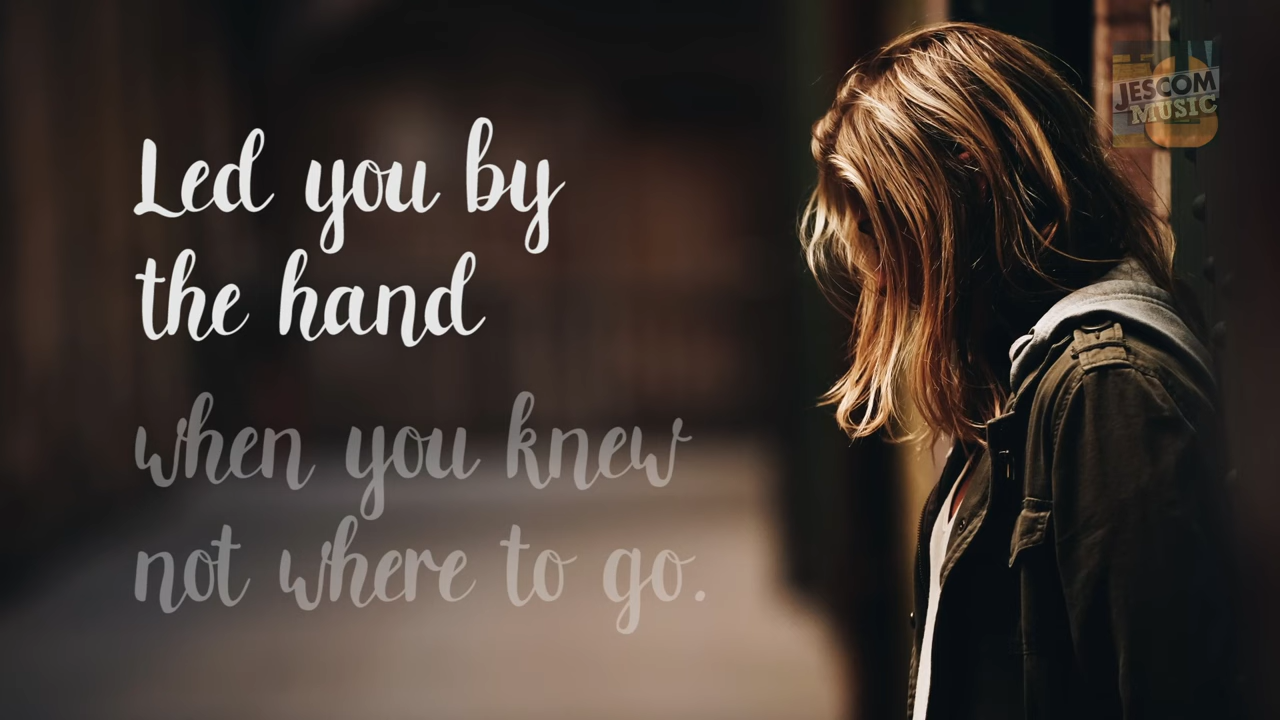 Led you by
the hand
when you knew
not where to go.
JESCOM
MUSIC